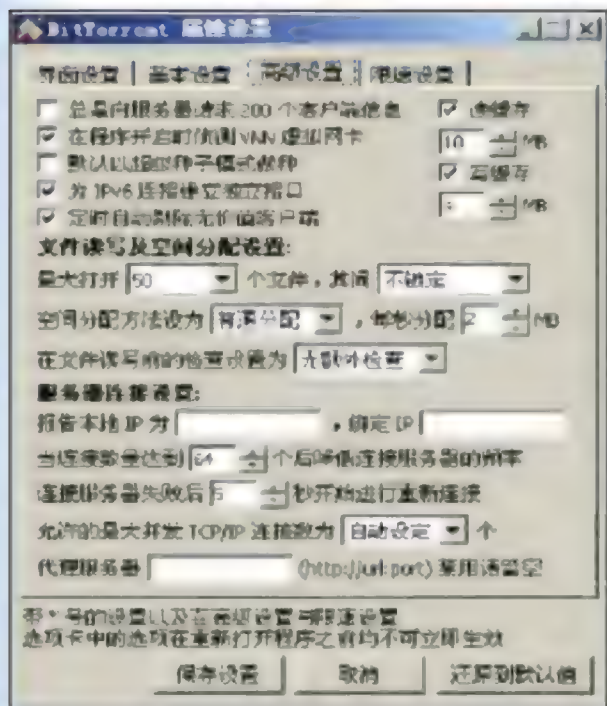 BitTorrent 属性设置
界面设置 基本设置 高级设置 限速设置
总是向服务器请求 200 个客户端信息
读缓存
在程序开启时侦测 VNN 虚拟网卡
10 MB
默认以超级种子模式做种
写缓存
为 IPv6 连接建立独立接口
MB
定时自动剔除无价值客户端
文件读写及空间分配设置:
最大打开 50 个文件，其间 不锁定
空间分配方法设为 普通分配 ，每次分配 2 MB
在文件读写前的检查设置为 无额外检查
服务器连接设置:
报告本地 IP 为 ，绑定 IP
当连接数量达到 64 个后降低连接服务器的频率
连接服务器失败后 5 秒开始进行重新连接
允许的最大并发 TCP/IP 连接数为 自动设定 个
代理服务器 (http://url:port) 禁用请留空
带 * 号的设置以及在高级设置与限速设置
选项卡中的选项在重新打开程序之前均不可立即生效
保存设置 取消 还原到默认值